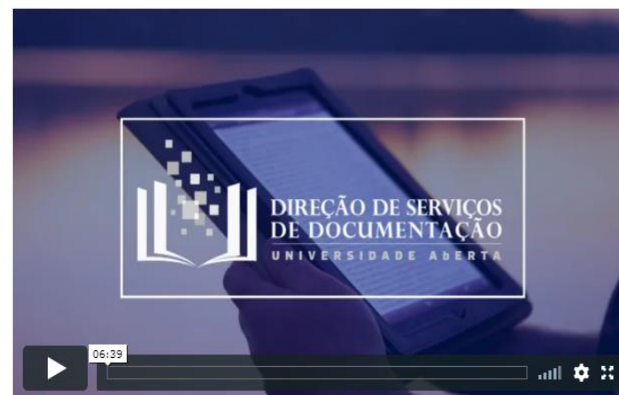 DIREÇÃO DE SERVIÇOS
DE DOCUMENTAÇÃO
UNIVERSIDADE AbERTA
06:39